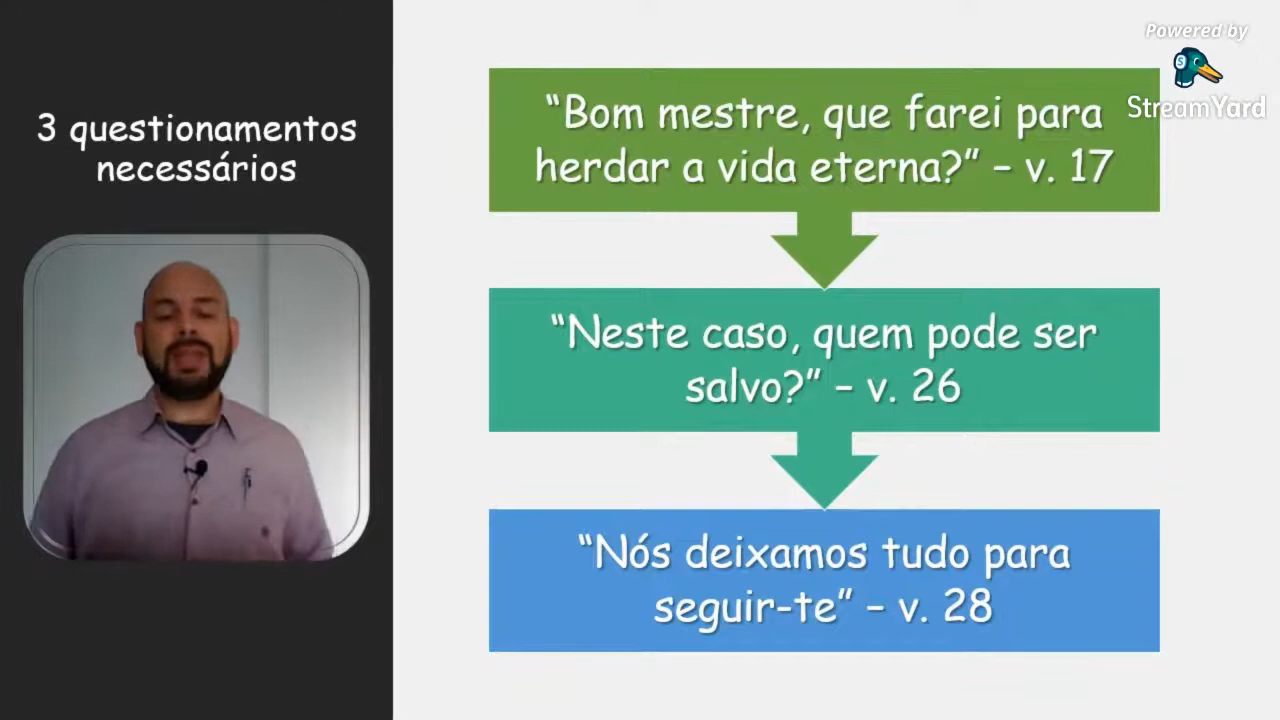 3 questionamentos
necessários
Powered by
StreamYard
“Bom mestre, que farei para
herdar a vida eterna?” – v. 17
“Neste caso, quem pode ser
salvo?” – v. 26
“Nós deixamos tudo para
seguir-te” – v. 28